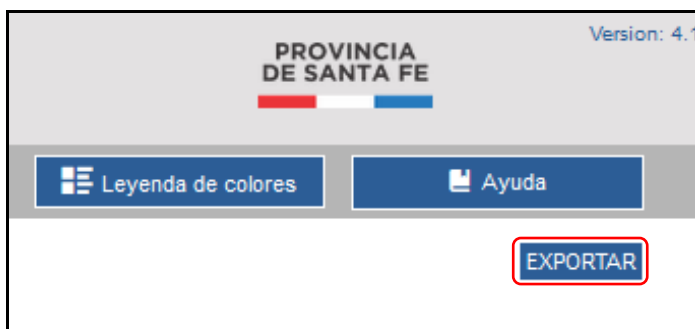 Version: 4.1
PROVINCIA
DE SANTA FE
Leyenda de colores
Ayuda
EXPORTAR